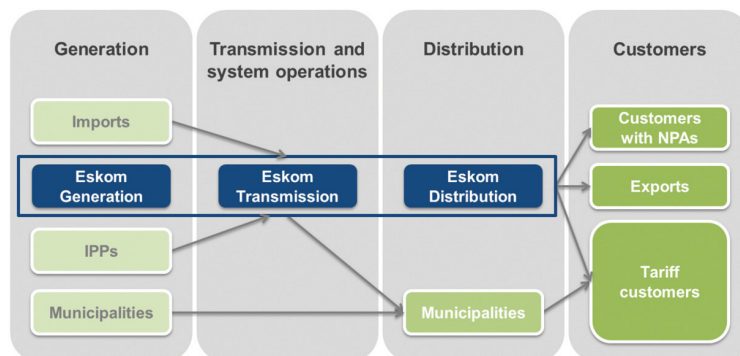 Generation
Transmission and
system operations
Distribution
Customers
Imports
Customers
with NPAs
Eskom
Generation
Eskom
Transmission
Eskom
Distribution
Exports
IPPs
Tariff
customers
Municipalities
Municipalities